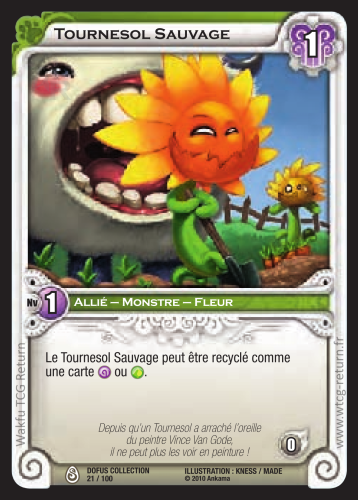 Tournesol Sauvage
1
Nv 1
Allié – Monstre – Fleur
Le Tournesol Sauvage peut être recyclé comme
une carte ou .
Depuis qu'un Tournesol a arraché l'oreille
du peintre Vince Van Gode,
il ne peut plus les voir en peinture !
0
DOFUS COLLECTION
21 / 100
ILLUSTRATION : KNESS / MADE
© 2010 Ankama
Wakfu TCG Return
www.wtcg-return.fr